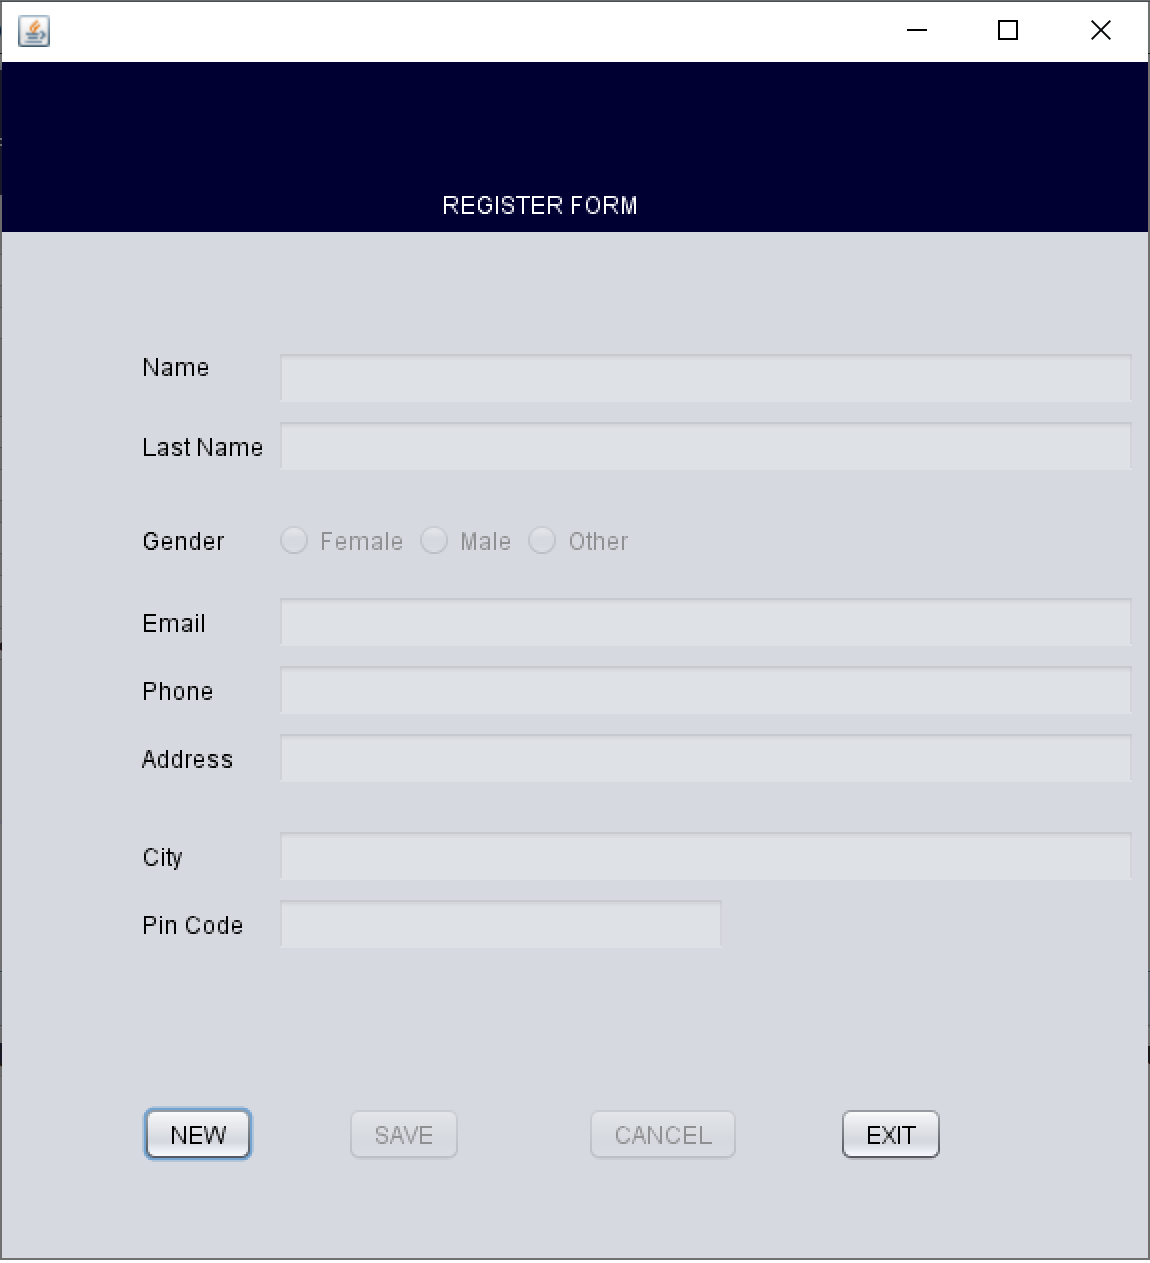 REGISTER FORM
Name
Last Name
Gender Female Male Other
Email
Phone
Address
City
Pin Code
NEW SAVE CANCEL EXIT